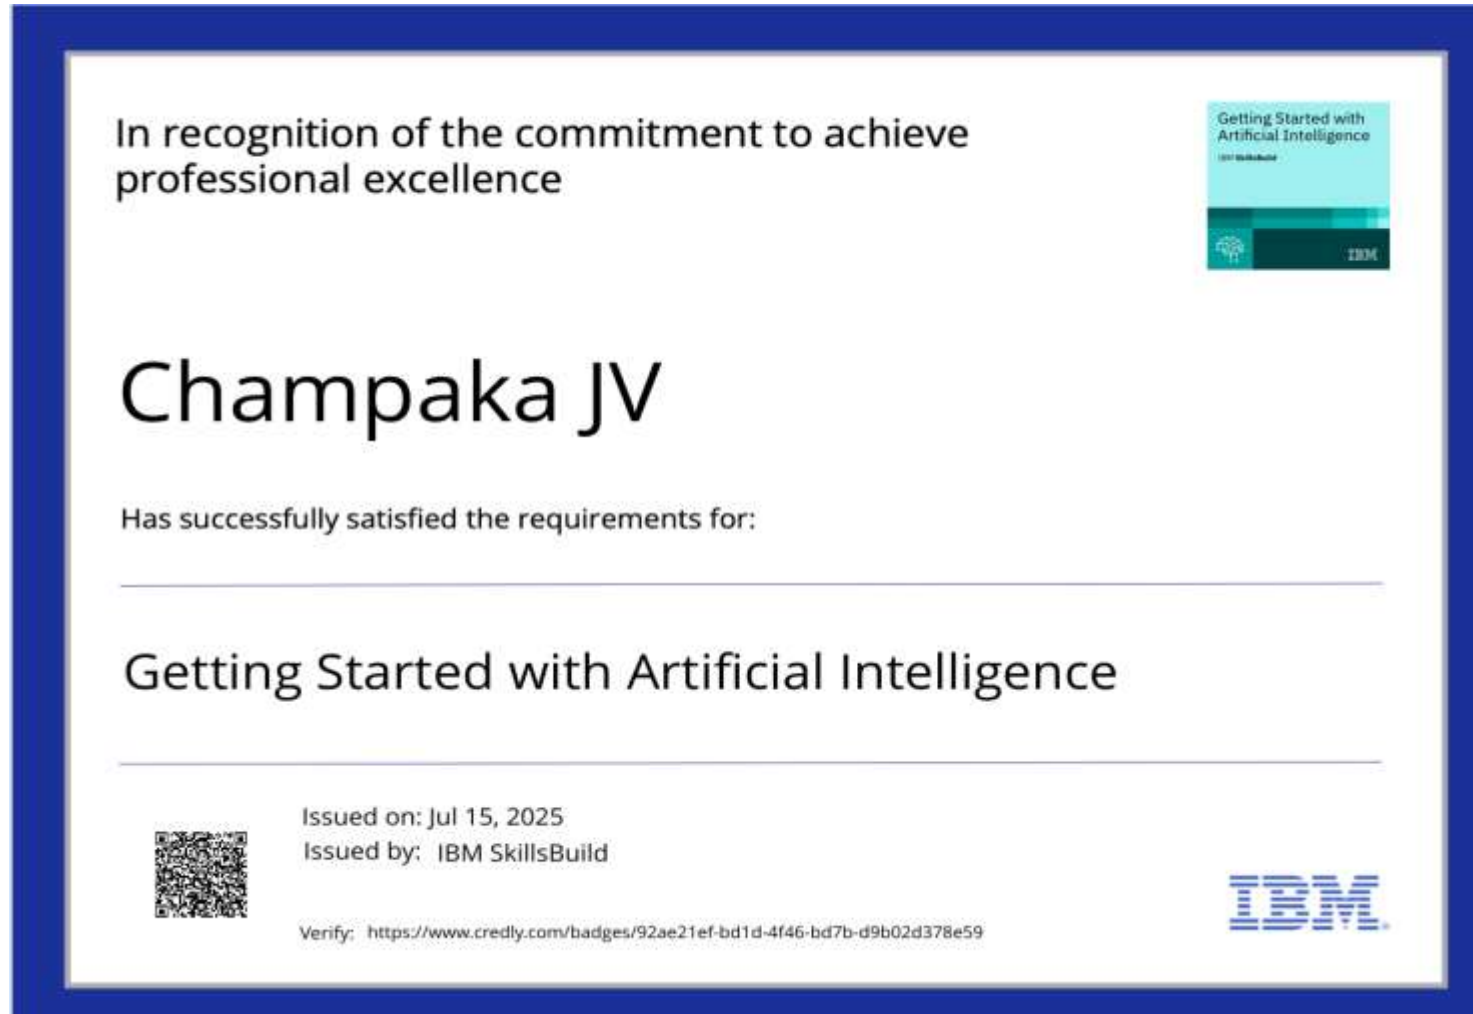 In recognition of the commitment to achieve
professional excellence
Getting Started with
Artificial Intelligence
IBM SkillsBuild
IBM
Champaka JV
Has successfully satisfied the requirements for:
Getting Started with Artificial Intelligence
Issued on: Jul 15, 2025
Issued by: IBM SkillsBuild
Verify: https://www.credly.com/badges/92ae21ef-bd1d-4f46-bd7b-d9b02d378e59
IBM.